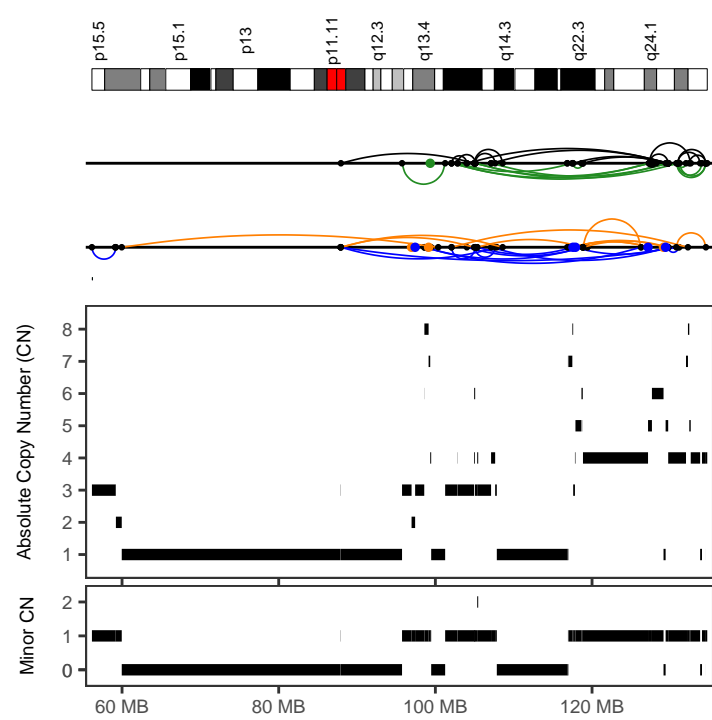 p15.5
p15.1
p13
p11.11
q12.3
q13.4
q14.3
q22.3
q24.1
Absolute Copy Number (CN)
8
7
6
5
4
3
2
1
Minor CN
2
1
0
60 MB
80 MB
100 MB
120 MB